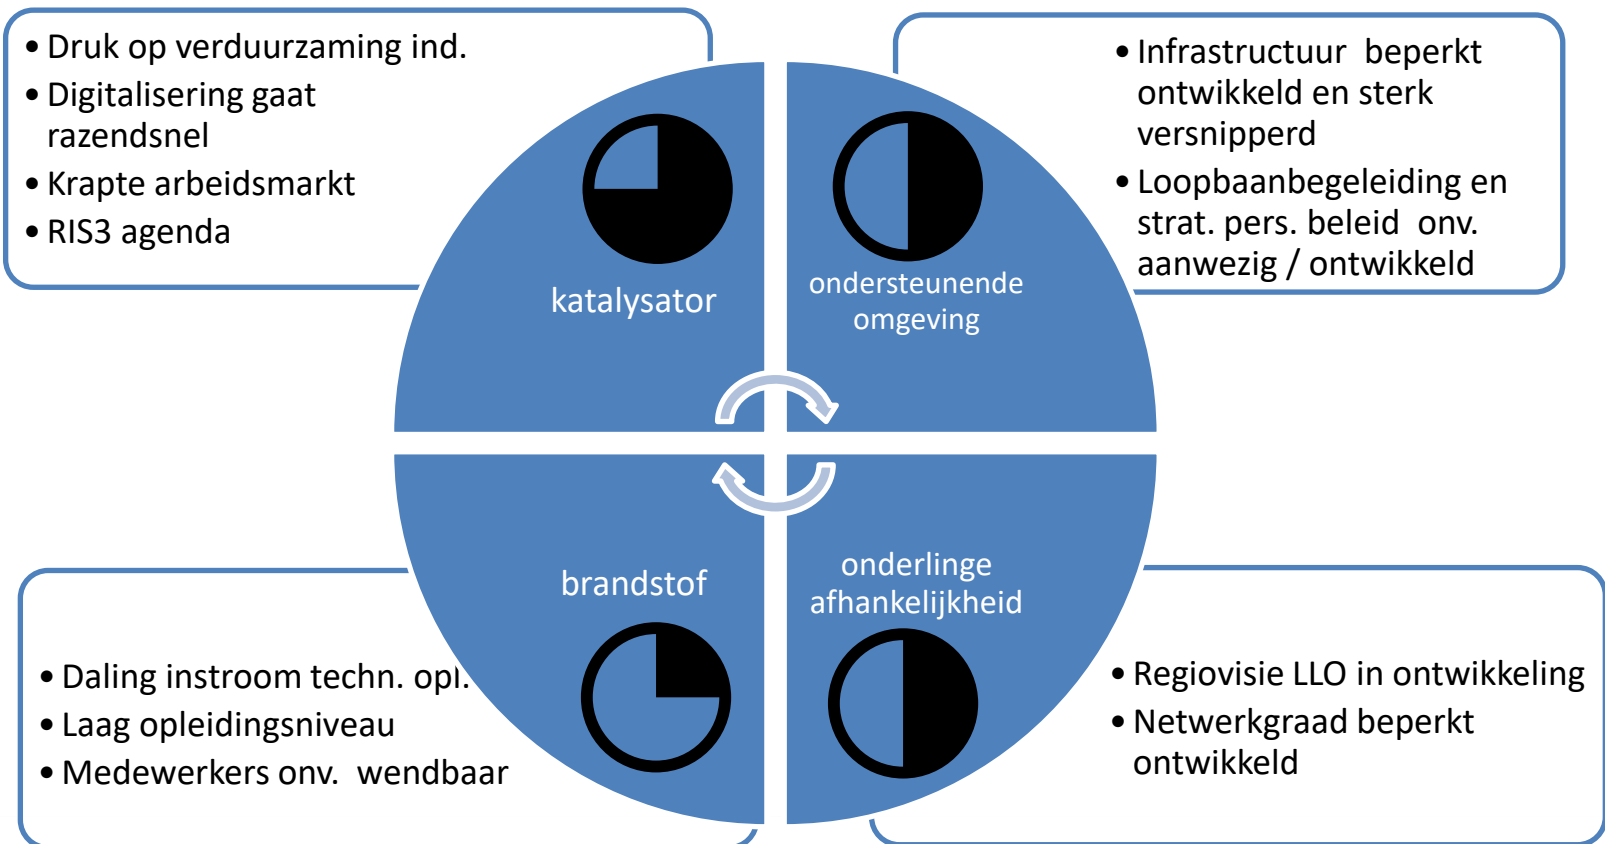 • Druk op verduurzaming ind.
• Digitalisering gaat
razendsnel
• Krapte arbeidsmarkt
• RIS3 agenda
katalysator
• Infrastructuur beperkt
ontwikkeld en sterk
versnipperd
• Loopbaanbegeleiding en
strat. pers. beleid onv.
aanwezig / ontwikkeld
ondersteunende
omgeving
brandstof
• Daling instroom techn. opl.
• Laag opleidingsniveau
• Medewerkers onv. wendbaar
onderlinge
afhankelijkheid
• Regiovisie LLO in ontwikkeling
• Netwerkgraad beperkt
ontwikkeld